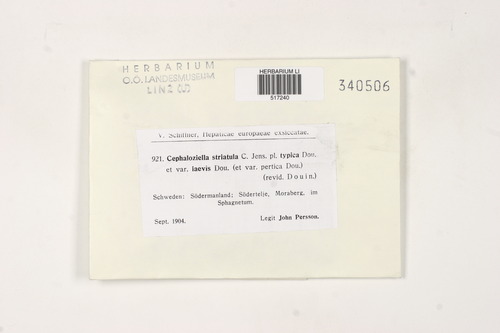 HERBARIUM
O.Ö. LANDESMUSEUM
LINZ
HERBARIUM LI
517240
340506
V. Schiffner, Hepaticae europaeae exsiccatae.
921. Cephaloziella striatula C. Jens. pl. typica Dou.
et var. laevis Dou. (et var. pertica Dou.)
(revid. Douin.)
Schweden: Södermanland; Södertelje, Moraberg, im
Sphagnetum.
Sept. 1904. Legit John Persson.